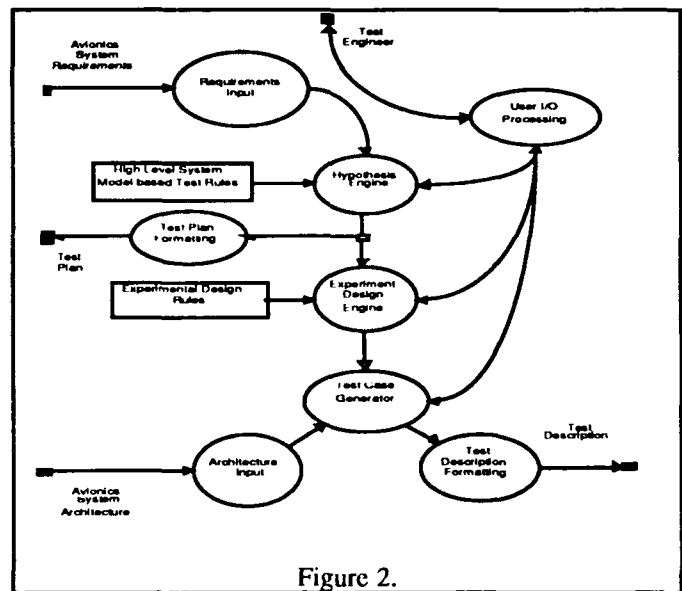 Test
Engineer
Avionics
System
Requirements
Requirements
Input
User I/O
Processing
High Level System
Model based Test Rules
Hypothesis
Engine
Test Plan
Formatting
Test
Plan
Experimental Design
Rules
Experiment
Design
Engine
Test Case
Generator
Test
Description
Architecture
Input
Test
Description
Formatting
Avionics
System
Architecture
Figure 2.